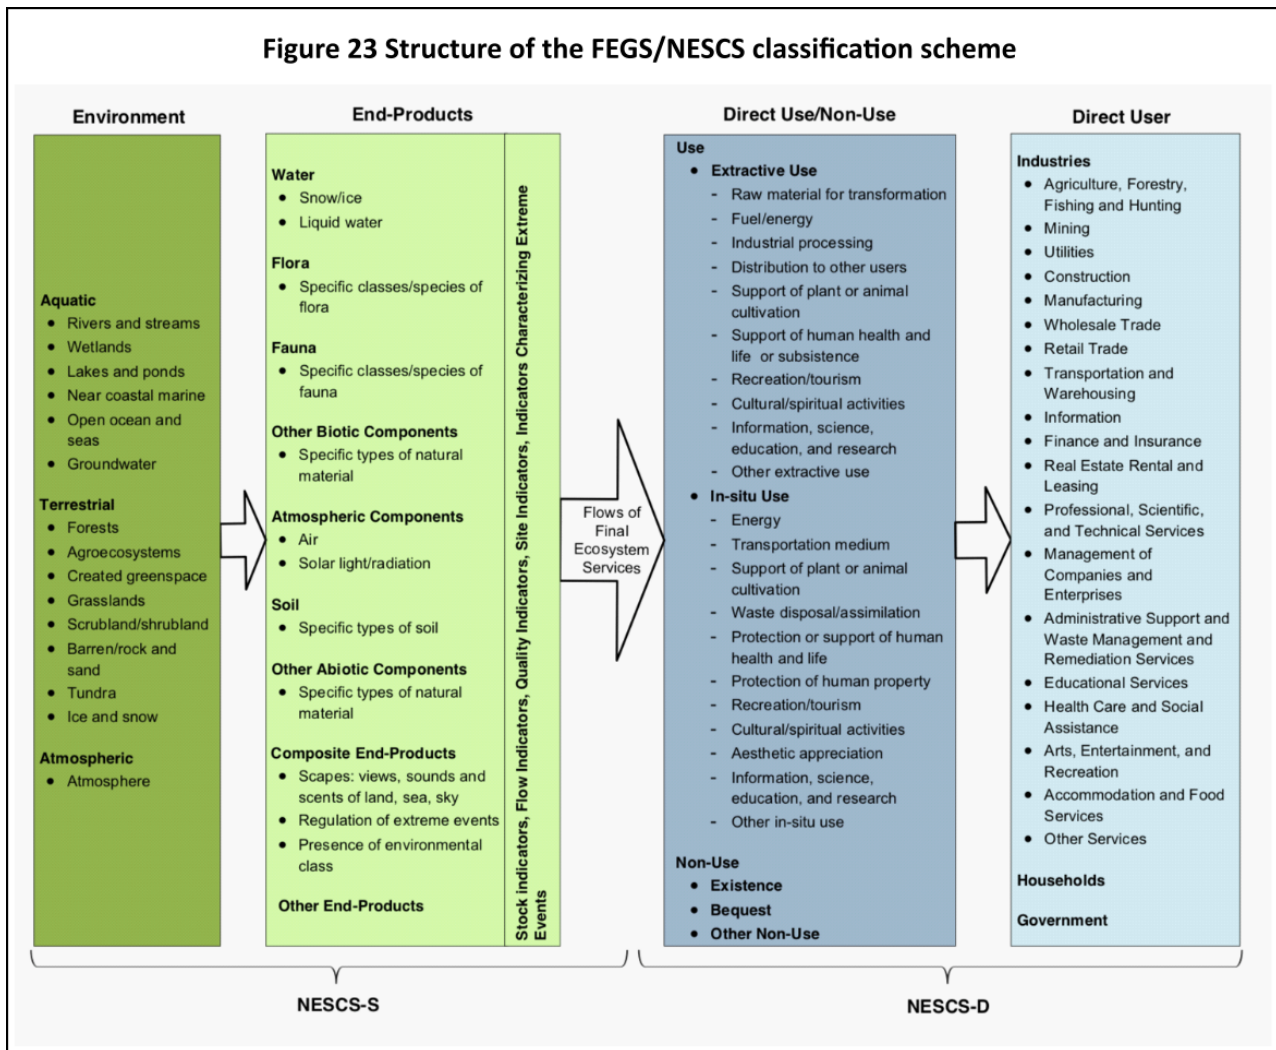 Figure 23 Structure of the FEGS/NESCS classification scheme
Environment
Aquatic
• Rivers and streams
• Wetlands
• Lakes and ponds
• Near coastal marine
• Open ocean and
seas
• Groundwater
Terrestrial
• Forests
• Agroecosystems
• Created greenspace
• Grasslands
• Scrubland/shrubland
• Barren/rock and
sand
• Tundra
• Ice and snow
Atmospheric
• Atmosphere
End-Products
Water
• Snow/ice
• Liquid water
Flora
• Specific classes/species of
flora
Fauna
• Specific classes/species of
fauna
Other Biotic Components
• Specific types of natural
material
Atmospheric Components
• Air
• Solar light/radiation
Soil
• Specific types of soil
Other Abiotic Components
• Specific types of natural
material
Composite End-Products
• Scapes: views, sounds and
scents of land, sea, sky
• Regulation of extreme events
• Presence of environmental
class
Other End-Products
Stock indicators, Flow Indicators, Quality Indicators, Site Indicators, Indicators Characterizing Extreme
Events
Flows of
Final
Ecosystem
Services
Direct Use/Non-Use
Use
• Extractive Use
- Raw material for transformation
- Fuel/energy
- Industrial processing
- Distribution to other users
- Support of plant or animal
cultivation
- Support of human health and
life or subsistence
- Recreation/tourism
- Cultural/spiritual activities
- Information, science,
education, and research
- Other extractive use
• In-situ Use
- Energy
- Transportation medium
- Support of plant or animal
cultivation
- Waste disposal/assimilation
- Protection or support of human
health and life
- Protection of human property
- Recreation/tourism
- Cultural/spiritual activities
- Aesthetic appreciation
- Information, science,
education, and research
- Other in-situ use
Non-Use
• Existence
• Bequest
• Other Non-Use
Direct User
Industries
• Agriculture, Forestry,
Fishing and Hunting
• Mining
• Utilities
• Construction
• Manufacturing
• Wholesale Trade
• Retail Trade
• Transportation and
Warehousing
• Information
• Finance and Insurance
• Real Estate Rental and
Leasing
• Professional, Scientific,
and Technical Services
• Management of
Companies and
Enterprises
• Administrative Support and
Waste Management and
Remediation Services
• Educational Services
• Health Care and Social
Assistance
• Arts, Entertainment, and
Recreation
• Accommodation and Food
Services
• Other Services
Households
Government
NESCS-S
NESCS-D